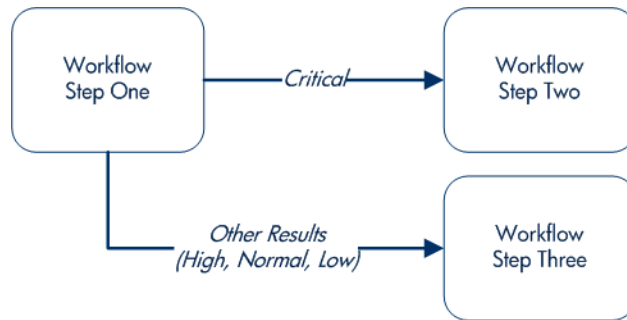 Workflow
Step One
Critical
Workflow
Step Two
Other Results
(High, Normal, Low)
Workflow
Step Three